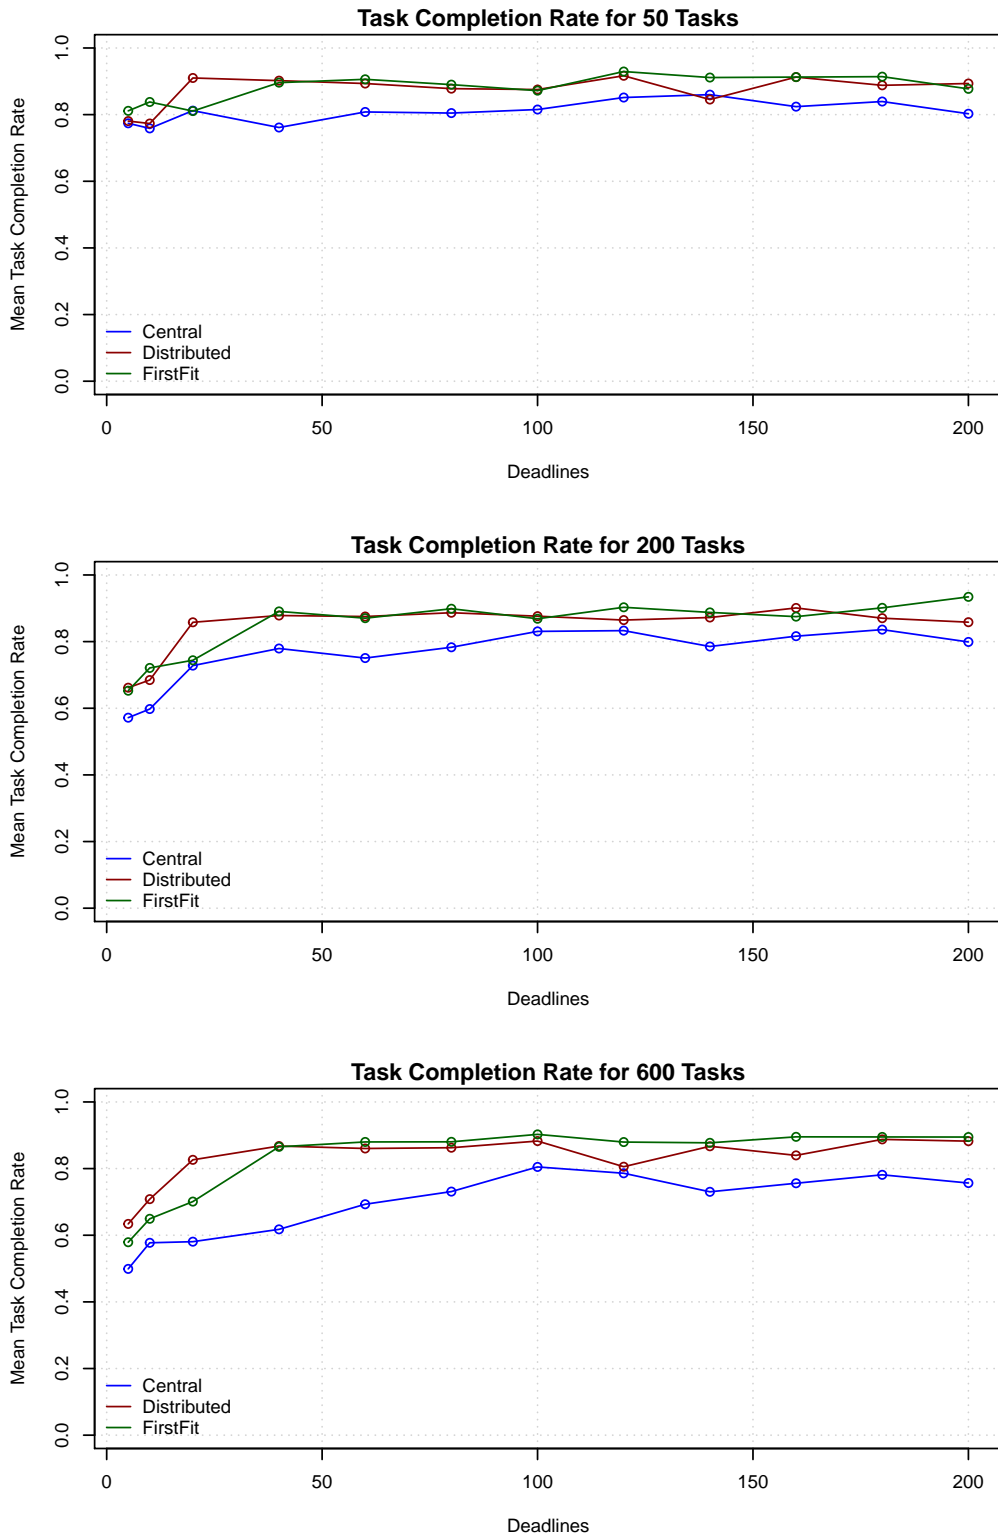 Task Completion Rate for 50 Tasks
Mean Task Completion Rate
1.0
0.8
0.6
0.4
0.2
0.0
Central
Distributed
FirstFit
0 50 100 150 200
Deadlines
Task Completion Rate for 200 Tasks
Mean Task Completion Rate
1.0
0.8
0.6
0.4
0.2
0.0
Central
Distributed
FirstFit
0 50 100 150 200
Deadlines
Task Completion Rate for 600 Tasks
Mean Task Completion Rate
1.0
0.8
0.6
0.4
0.2
0.0
Central
Distributed
FirstFit
0 50 100 150 200
Deadlines